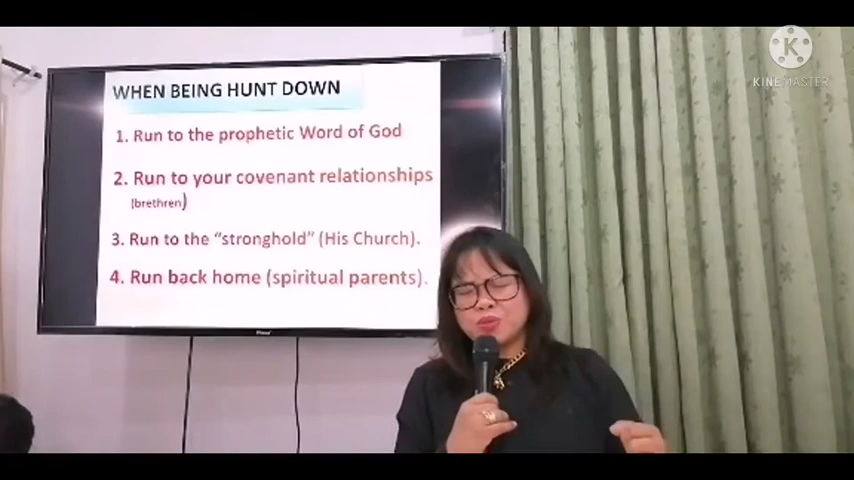 K
KINEMASTER
WHEN BEING HUNT DOWN
1. Run to the prophetic Word of God
2. Run to your covenant relationships
(brethren)
3. Run to the “stronghold” (His Church).
4. Run back home (spiritual parents).